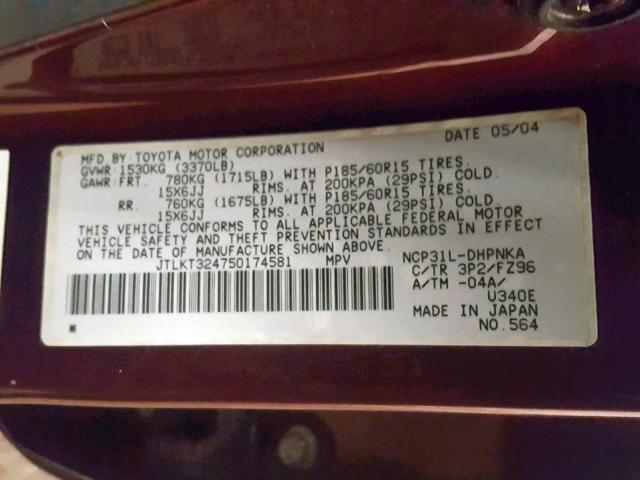 DATE 05/04
MFD BY: TOYOTA MOTOR CORPORATION
GVWR: 1530KG (3370LB)
GAWR: FRT. 780KG (1715LB) WITH P185/60R15 TIRES.
15X6JJ RIMS. AT 200KPA (29PSI) COLD.
RR. 760KG (1675LB) WITH P185/60R15 TIRES.
15X6JJ RIMS. AT 200KPA (29PSI) COLD.
THIS VEHICLE CONFORMS TO ALL APPLICABLE FEDERAL MOTOR
VEHICLE SAFETY AND THEFT PREVENTION STANDARDS IN EFFECT
ON THE DATE OF MANUFACTURE SHOWN ABOVE.
JTLKT324750174581 MPV NCP31L-DHPNKA
C/TR 3P2/FZ96
A/TM -04A/
U340E
MADE IN JAPAN
NO. 564